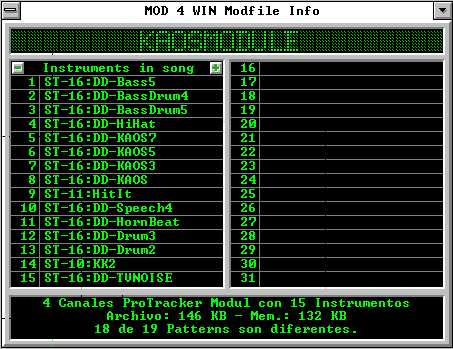 MOD 4 WIN Modfile Info
KAOSMODULE
Instruments in song
1 ST-16:DD-Bass5
2 ST-16:DD-BassDrum4
3 ST-16:DD-BassDrum5
4 ST-16:DD-HiHat
5 ST-16:DD-KAOS7
6 ST-16:DD-KAOS5
7 ST-16:DD-KAOS3
8 ST-16:DD-KAOS
9 ST-11:HitIt
10 ST-16:DD-Speech4
11 ST-16:DD-HornBeat
12 ST-16:DD-Drum3
13 ST-16:DD-Drum2
14 ST-10:KK2
15 ST-16:DD-TVNOISE
16
17
18
19
20
21
22
23
24
25
26
27
28
29
30
31
4 Canales ProTracker Modul con 15 Instrumentos
Archivo: 146 KB - Mem.: 132 KB
18 de 19 Patterns son diferentes.